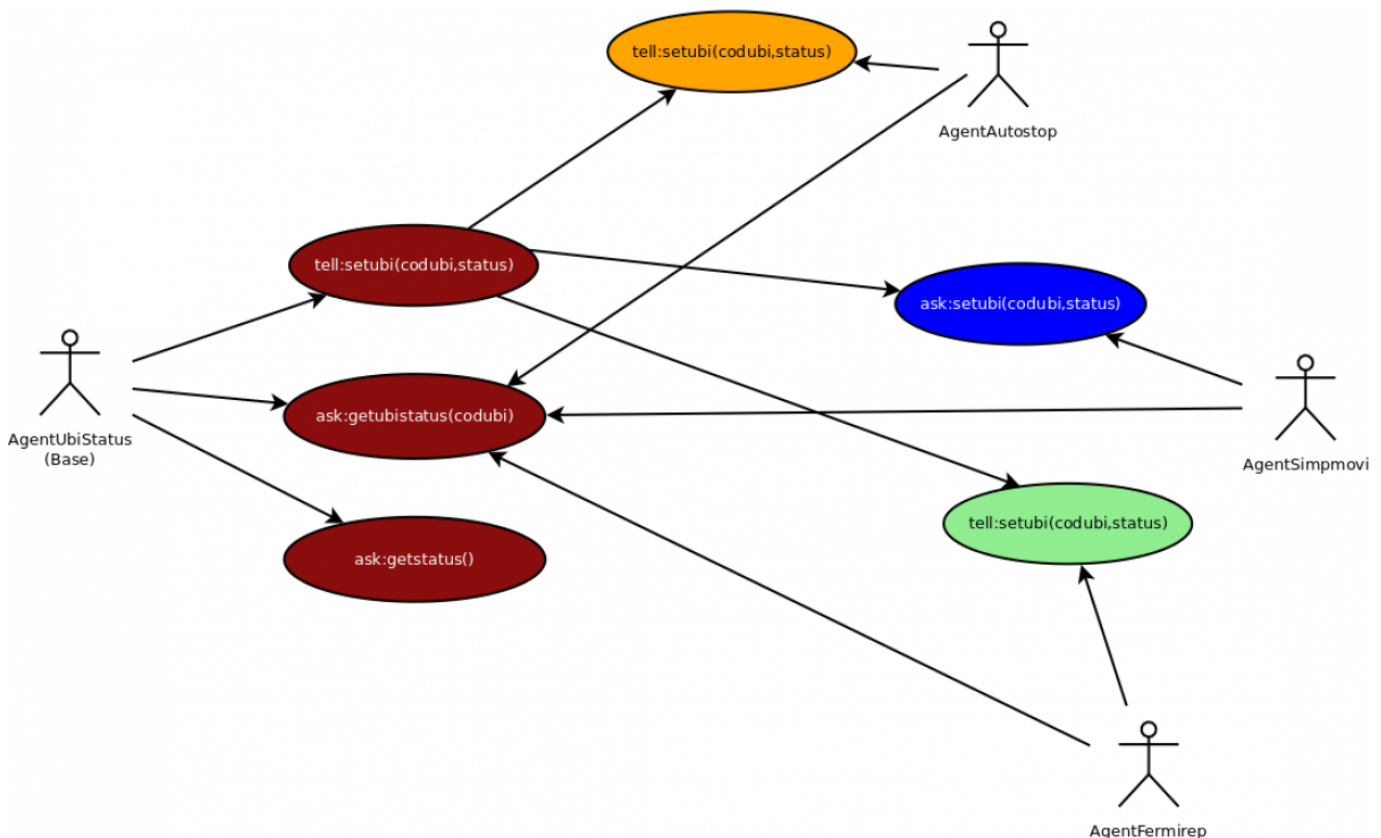 tell:setubi(codubi,status)
AgentAutostop
tell:setubi(codubi,status)
ask:setubi(codubi,status)
AgentUbiStatus
(Base)
ask:getubistatus(codubi)
AgentSimpmovi
tell:setubi(codubi,status)
ask:getstatus()
AgentFermirep